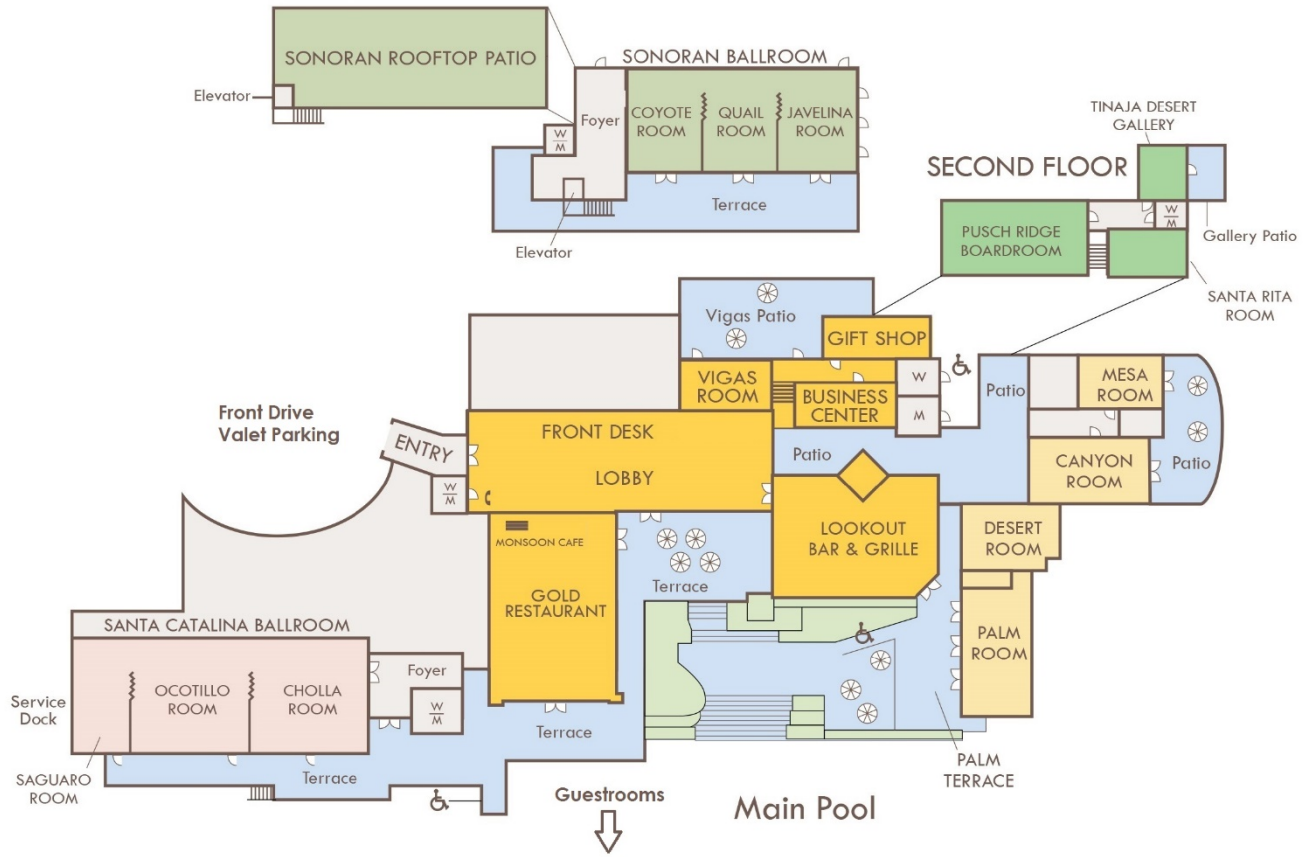 SONORAN ROOFTOP PATIO
Elevator
SONORAN BALLROOM
Foyer
COYOTE
ROOM
QUAIL
ROOM
JAVELINA
ROOM
W
M
Terrace
Elevator
TINAJA DESERT
GALLERY
SECOND FLOOR
W
M
PUSCH RIDGE
BOARDROOM
Gallery Patio
SANTA RITA
ROOM
Vigas Patio
GIFT SHOP
VIGAS
ROOM
BUSINESS
CENTER
W
M
Patio
MESA
ROOM
Front Drive
Valet Parking
ENTRY
FRONT DESK
LOBBY
Patio
CANYON
ROOM
Patio
W
M
MONSOON CAFE
GOLD
RESTAURANT
Terrace
LOOKOUT
BAR & GRILLE
DESERT
ROOM
PALM
ROOM
SANTA CATALINA BALLROOM
Foyer
OCOTILLO
ROOM
CHOLLA
ROOM
W
M
Service
Dock
Terrace
SAGUARO
ROOM
Terrace
PALM
TERRACE
Guestrooms
Main Pool